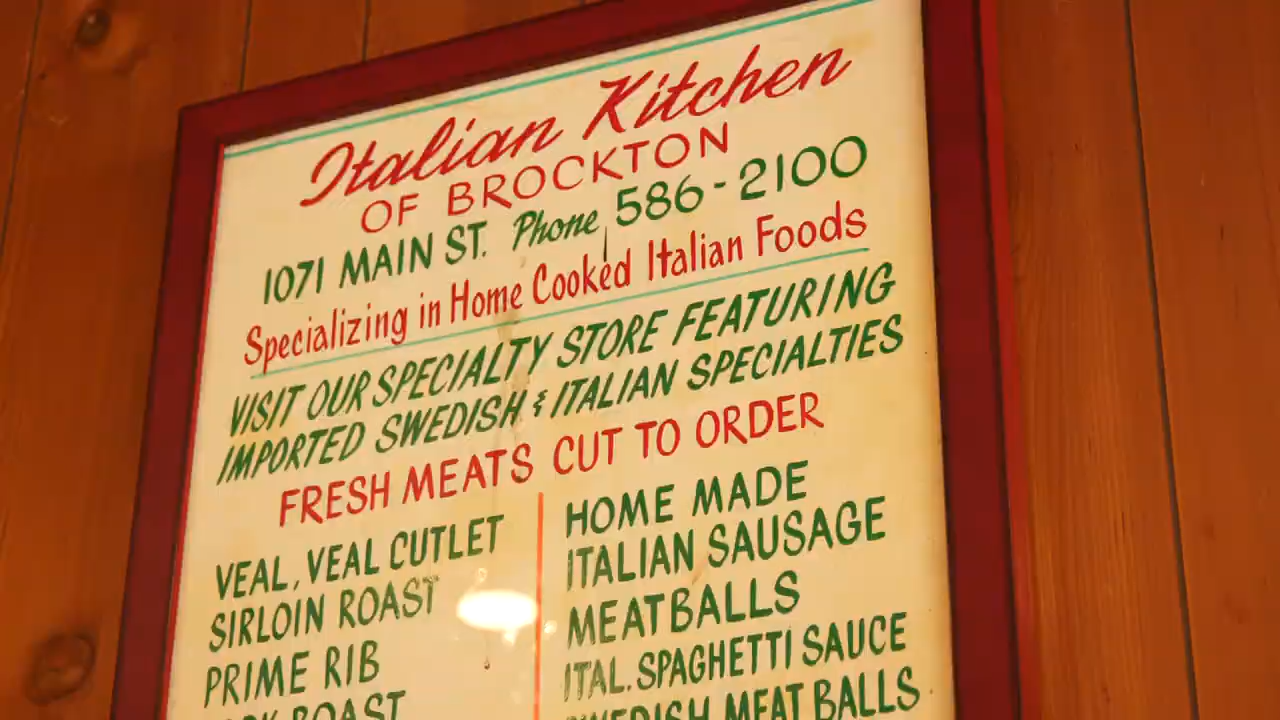 Italian Kitchen
OF BROCKTON
1071 MAIN ST. Phone 586-2100
Specializing in Home Cooked Italian Foods
VISIT OUR SPECIALTY STORE FEATURING
IMPORTED SWEDISH & ITALIAN SPECIALTIES
FRESH MEATS CUT TO ORDER
VEAL, VEAL CUTLET
SIRLOIN ROAST
PRIME RIB
ROAST
HOME MADE
ITALIAN SAUSAGE
MEATBALLS
ITAL. SPAGHETTI SAUCE
SWEDISH MEAT BALLS